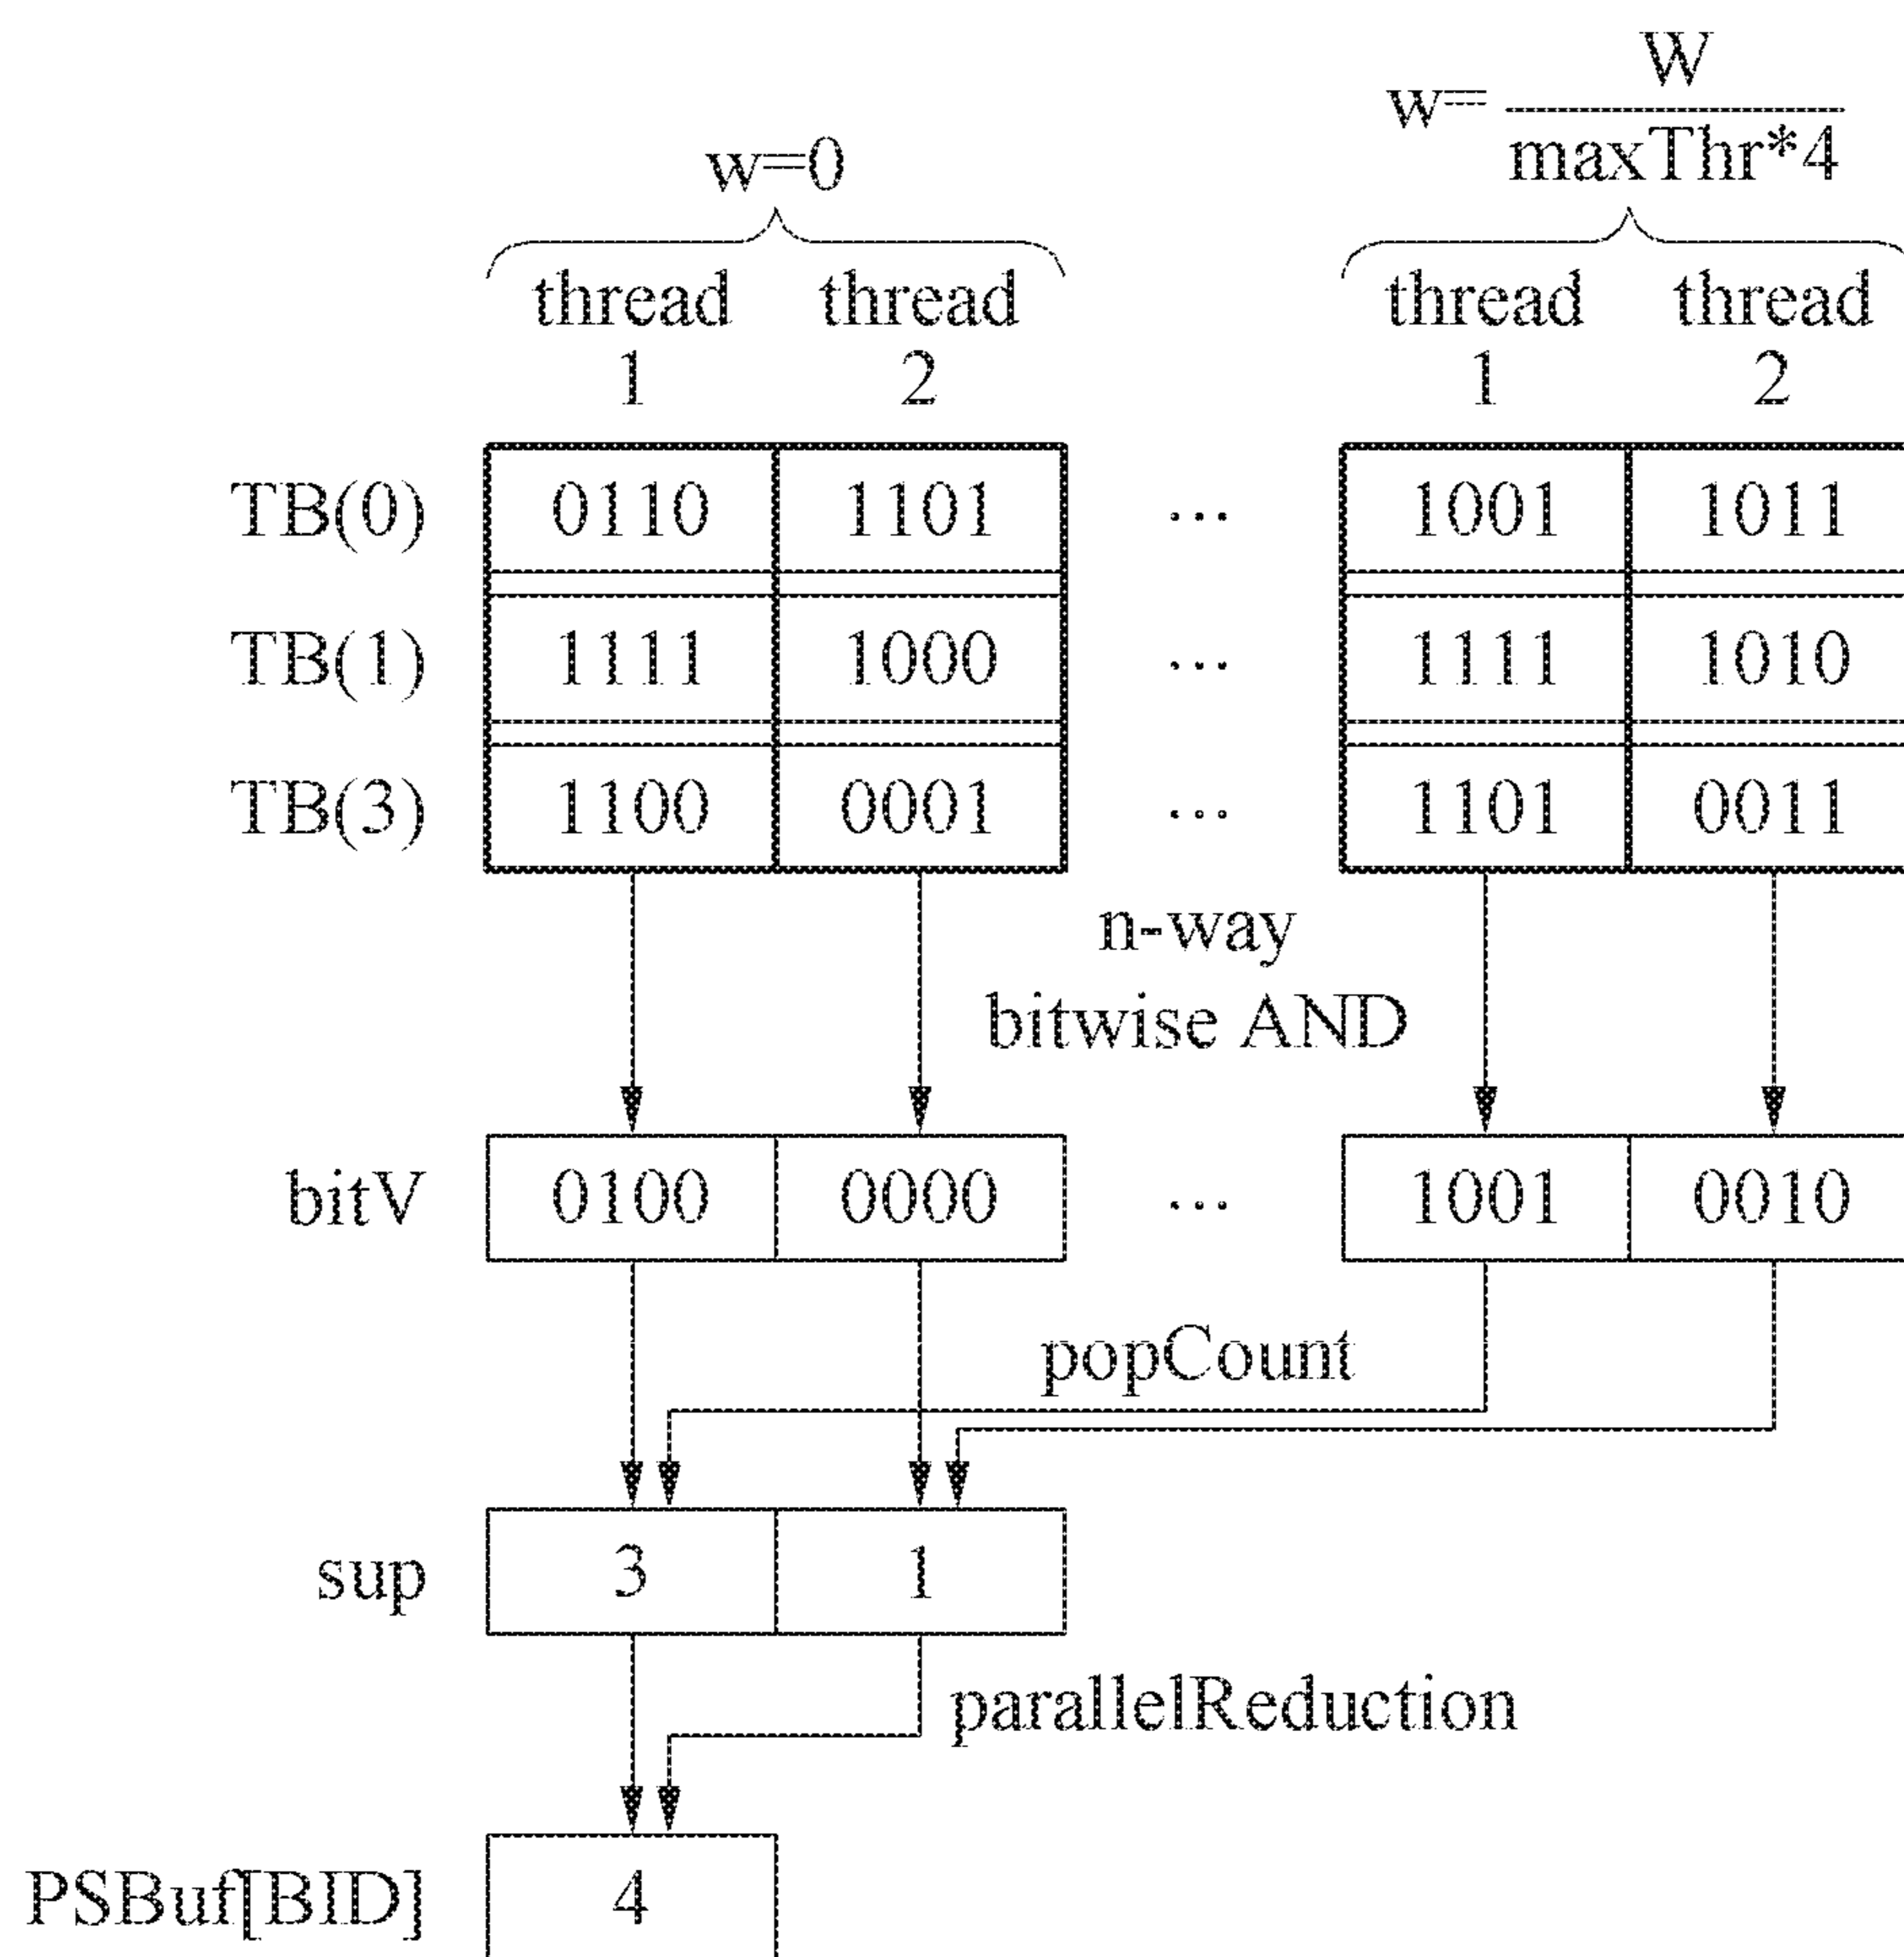 W
w=
maxThr*4
w=0
thread thread thread thread
1 2 1 2
TB(0) 0110 1101 ... 1001 1011
TB(1) 1111 1000 ... 1111 1010
TB(3) 1100 0001 ... 1101 0011
n-way
bitwise AND
bitV 0100 0000 ... 1001 0010
popCount
sup 3 1
parallelReduction
PSBuf[BID] 4